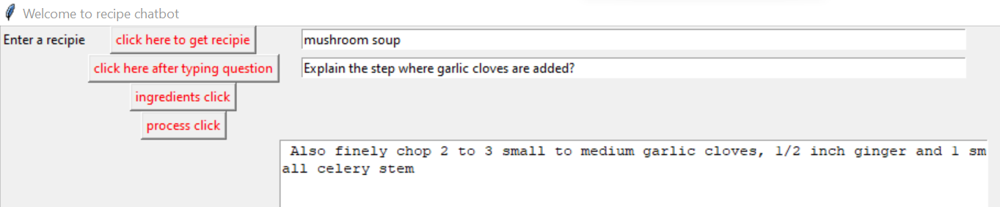 Welcome to recipe chatbot
Enter a recipie click here to get recipie mushroom soup
click here after typing question Explain the step where garlic cloves are added?
ingredients click
process click
Also finely chop 2 to 3 small to medium garlic cloves, 1/2 inch ginger and 1 sm
all celery stem